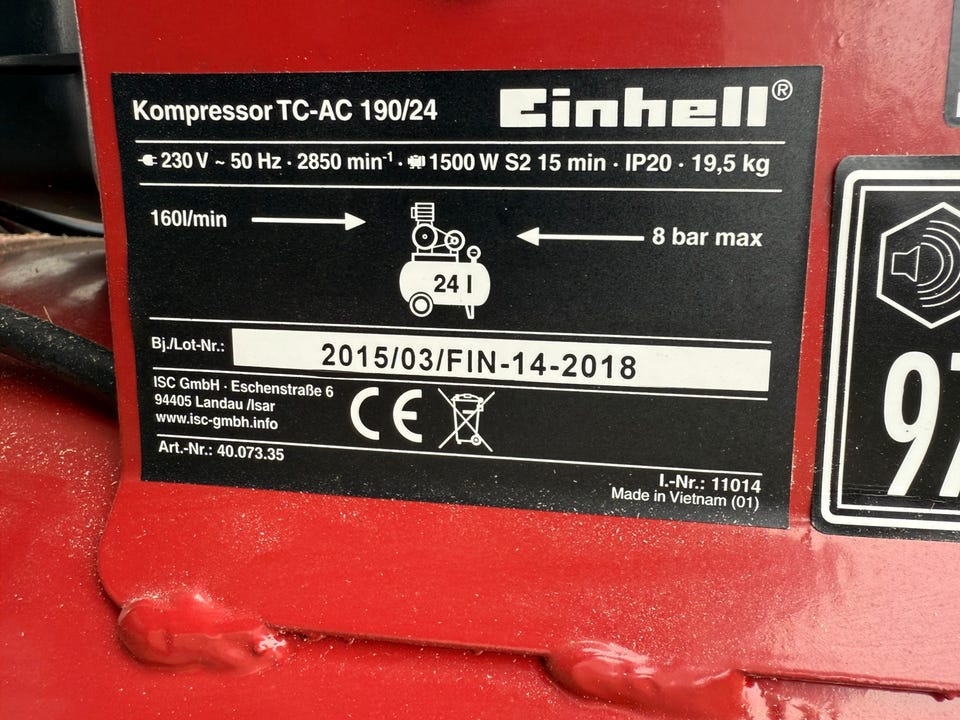 Kompressor TC-AC 190/24
Einhell®
230 V ~ 50 Hz · 2850 min⁻¹ · 1500 W S2 15 min · IP20 · 19,5 kg
160l/min
8 bar max
24 l
Bj./Lot-Nr.: 2015/03/FIN-14-2018
ISC GmbH · Eschenstraße 6
94405 Landau /Isar
www.isc-gmbh.info
Art.-Nr.: 40.073.35
I.-Nr.: 11014
Made in Vietnam (01)
97